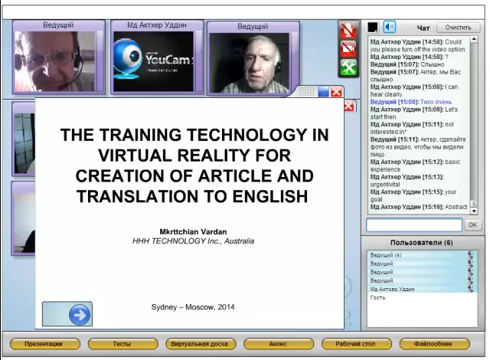 Ведущий
Мд Актхер Уддин
Ведущий
CyberLink
YouCam
THE TRAINING TECHNOLOGY IN
VIRTUAL REALITY FOR
CREATION OF ARTICLE AND
TRANSLATION TO ENGLISH
Mkrttchian Vardan
HHH TECHNOLOGY Inc., Australia
Sydney – Moscow, 2014
Чат
Очистить
Мд Актхер Уддин [14:58]: Could
you please turn off the video option
Мд Актхер Уддин [14:58]: ?
Ведущий [15:07]: Слышно
Ведущий [15:07]: Актер, мы Вас
слышно
Мд Актхер Уддин [15:08]: I can
hear clearly.
Ведущий [15:08]: Тихо очень
Мд Актхер Уддин [15:08]: Let's
start then.
Мд Актхер Уддин [15:11]: not
interested in*
Ведущий [15:11]: Актер, сделайте
фото из видео, чтобы мы видели
лицо
Мд Актхер Уддин [15:12]: basic
experience
Мд Актхер Уддин [15:13]:
urgent/vital
Мд Актхер Уддин [15:15]: your
goal
Мд Актхер Уддин [15:16]: Abstract
OK
Пользователи (6)
Ведущий (я)
Ведущий
Ведущий
Ведущий
Мд Актхер Уддин
Гость
Презентация
Тесты
Виртуальная доска
Анонс
Рабочий стол
Файлообмен